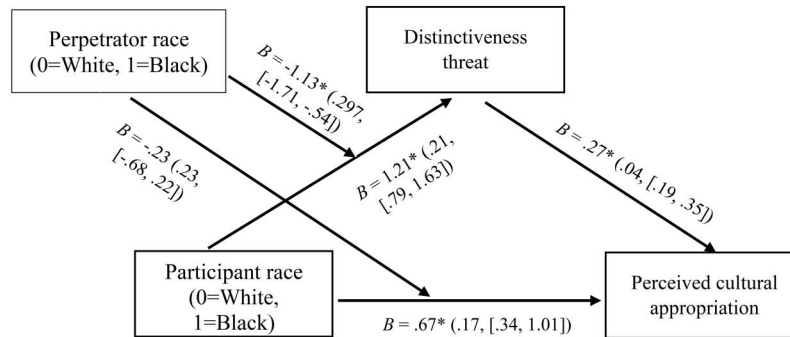 Perpetrator race
(0=White, 1=Black)
Distinctiveness
threat
B = -1.13* (.297,
[-1.71, -.54])
B = -.23 (.23,
[-.68, .22])
B = 1.21* (.21,
[.79, 1.63])
B = .27* (.04, [.19, .35])
Participant race
(0=White,
1=Black)
Perceived cultural
appropriation
B = .67* (.17, [.34, 1.01])